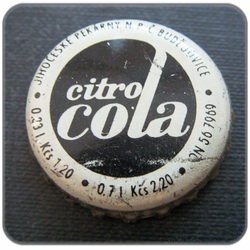 JIHOČESKÉ PEKÁRNY N.P. Č. BUDĚJOVICE
citro
cola
0,33 l. Kčs 1,20 • 0,7 l. Kčs 2,20 • ON 56 7969